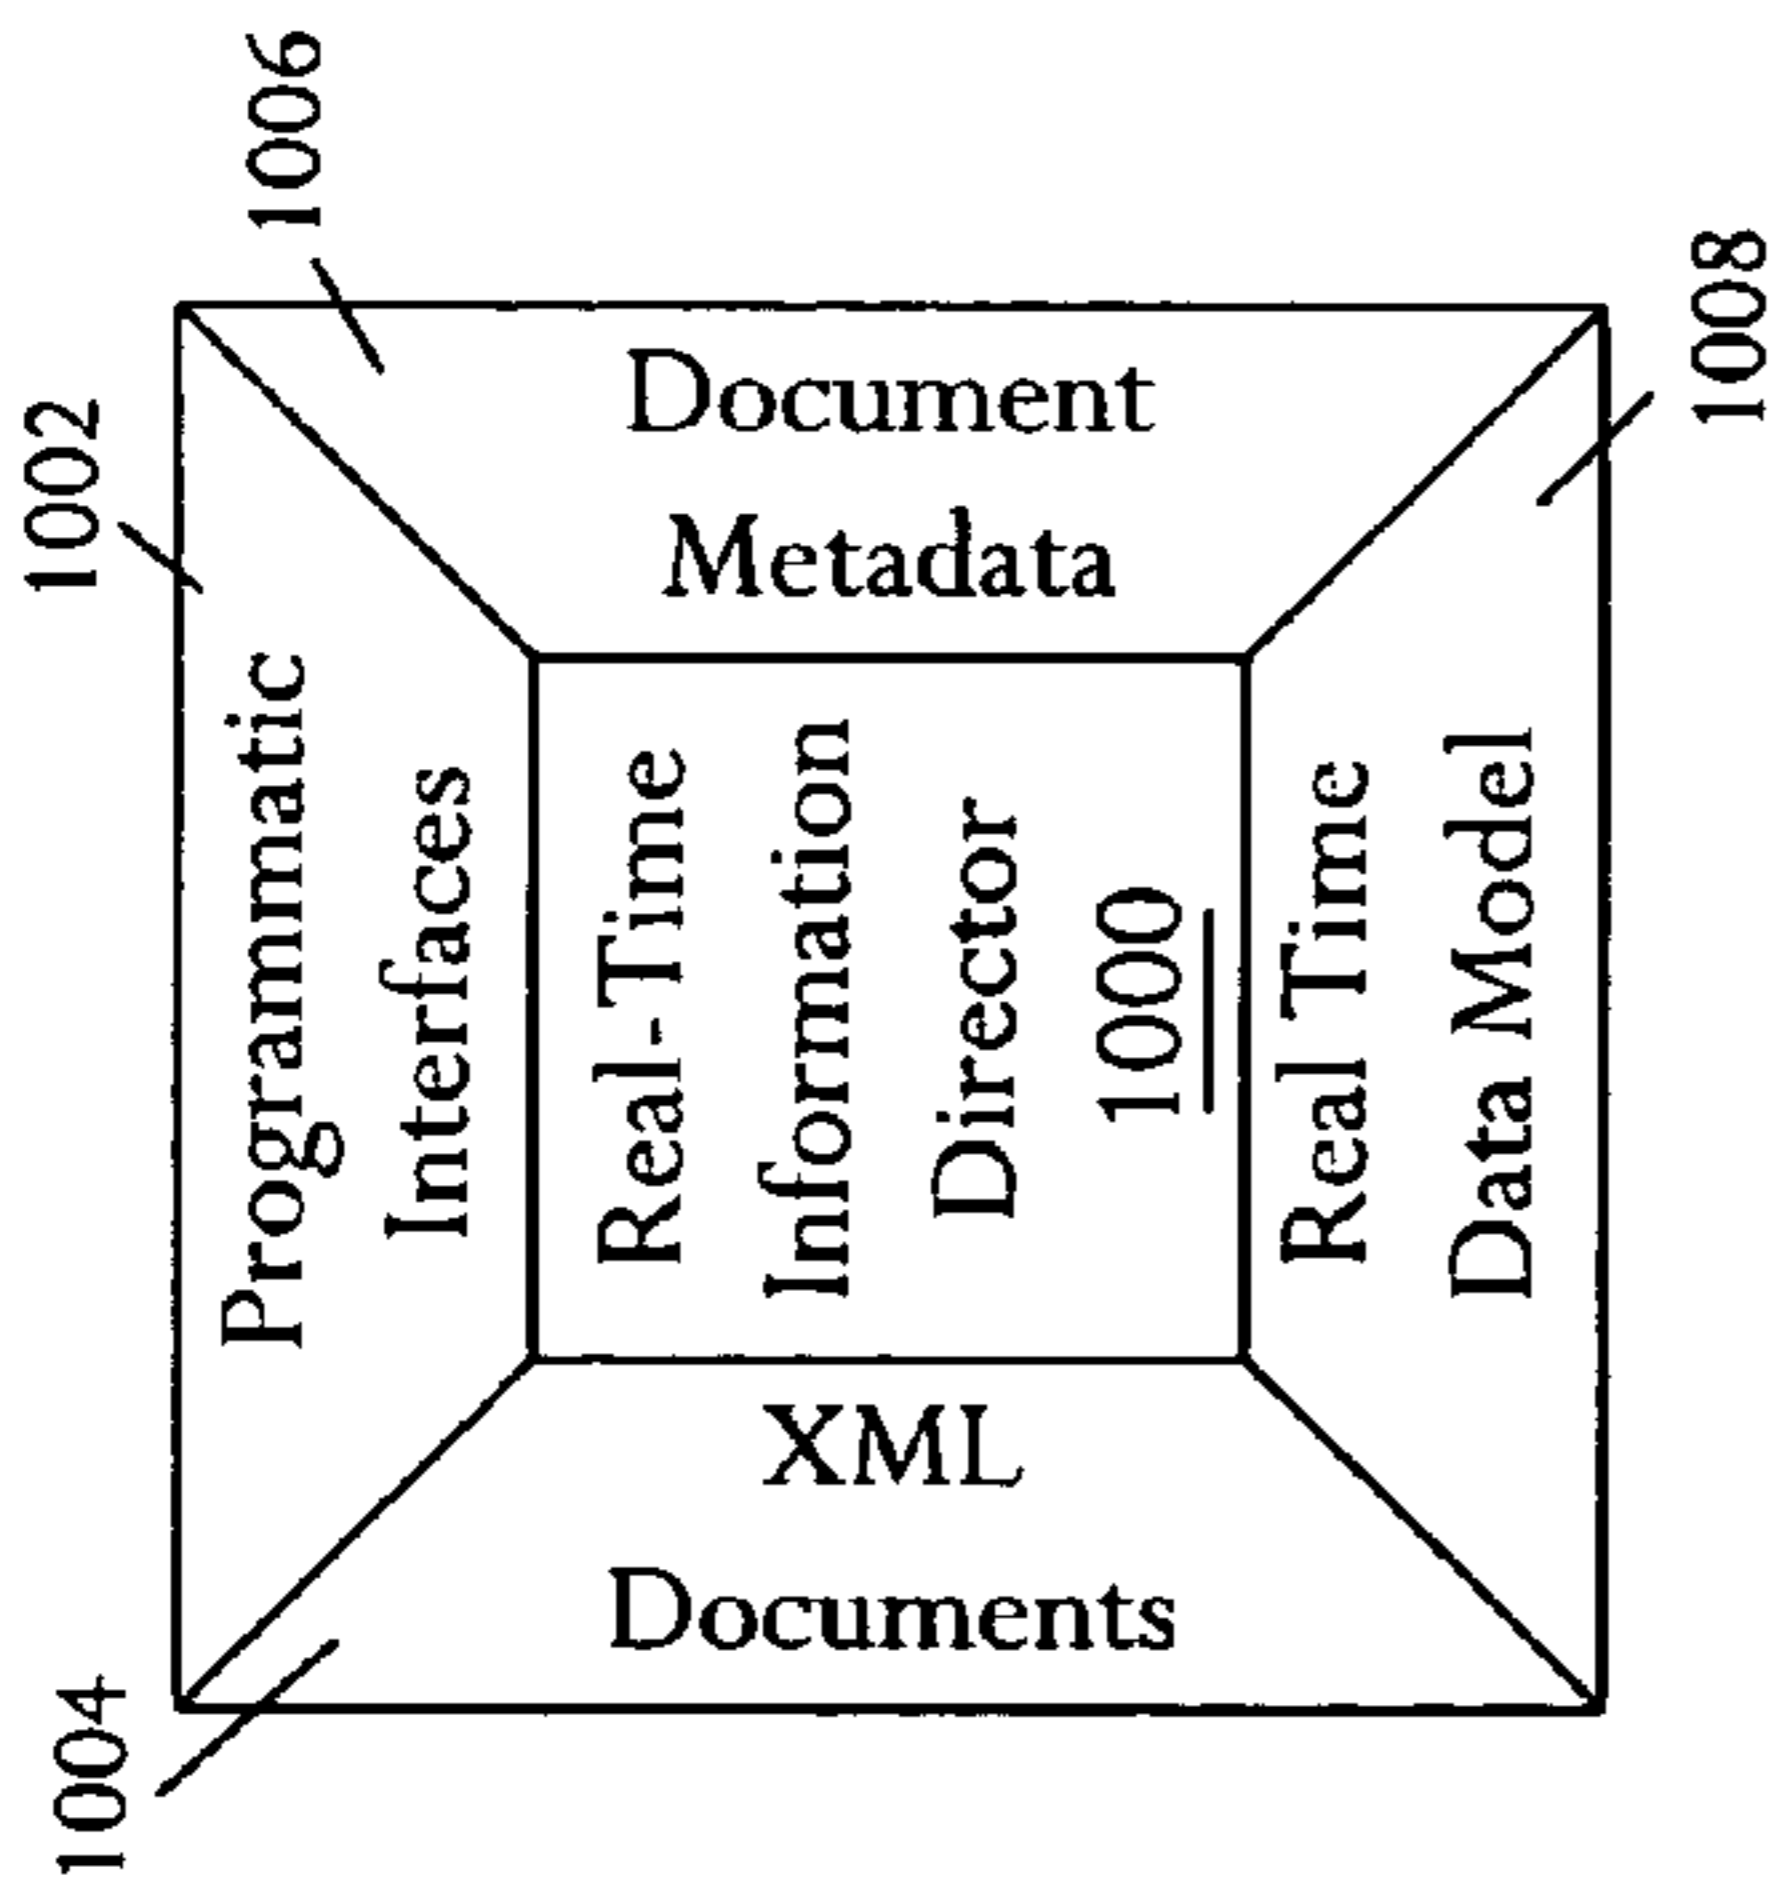 1002
Programmatic
Interfaces
1004
XML
Documents
Real-Time
Information
Director
1000
1006
Document
Metadata
Real Time
Data Model
1008